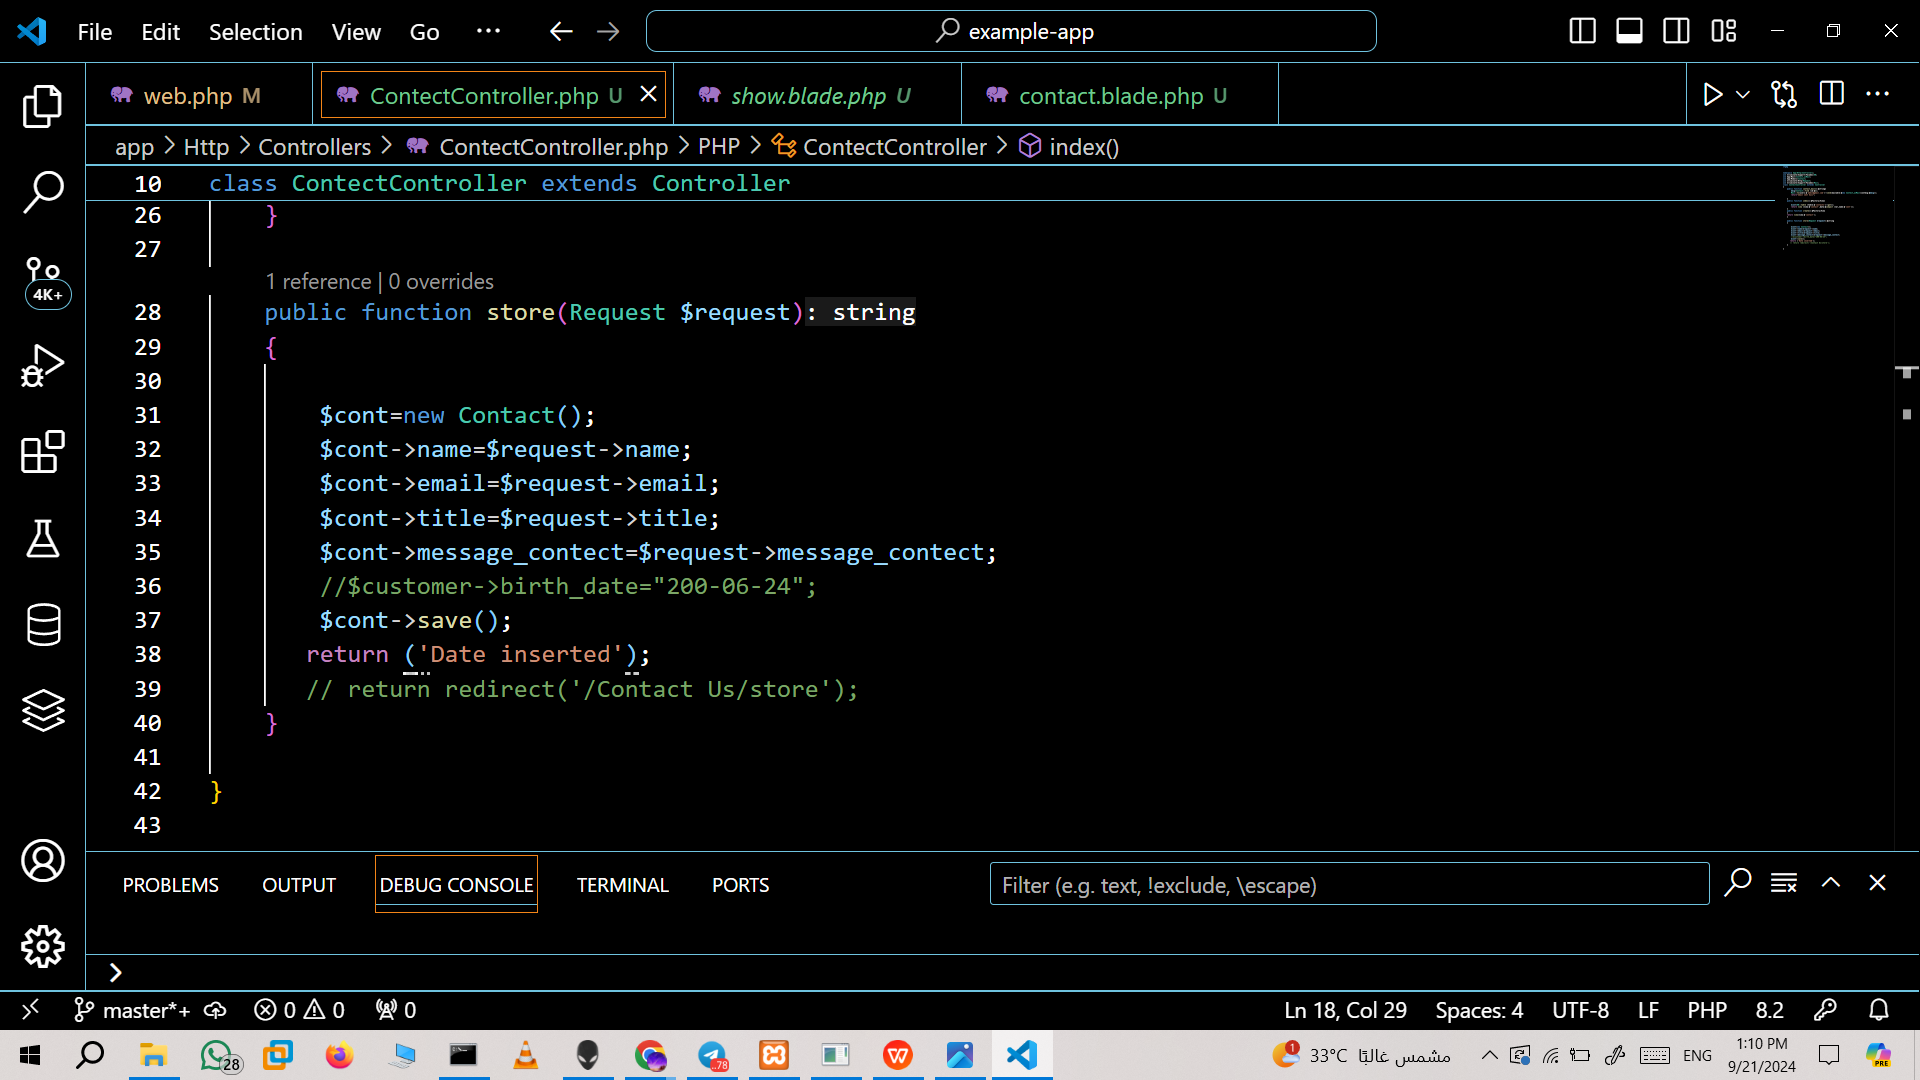 File Edit Selection View Go ··· example-app
web.php M ContectController.php U show.blade.php U contact.blade.php U
app > Http > Controllers > ContectController.php > PHP > ContectController > index()
10 class ContectController extends Controller
26 }
27
1 reference | 0 overrides
28 public function store(Request $request): string
29 {
30
31 $cont=new Contact();
32 $cont->name=$request->name;
33 $cont->email=$request->email;
34 $cont->title=$request->title;
35 $cont->message_contect=$request->message_contect;
36 //$customer->birth_date="200-06-24";
37 $cont->save();
38 return ('Date inserted');
39 // return redirect('/Contact Us/store');
40 }
41
42 }
43
4K+
PROBLEMS OUTPUT DEBUG CONSOLE TERMINAL PORTS Filter (e.g. text, !exclude, \escape)
>
master*+ 0 0 0 Ln 18, Col 29 Spaces: 4 UTF-8 LF PHP 8.2
28 ..78 1 33°C مشمس غالبًا ENG 1:10 PM
9/21/2024
PRE